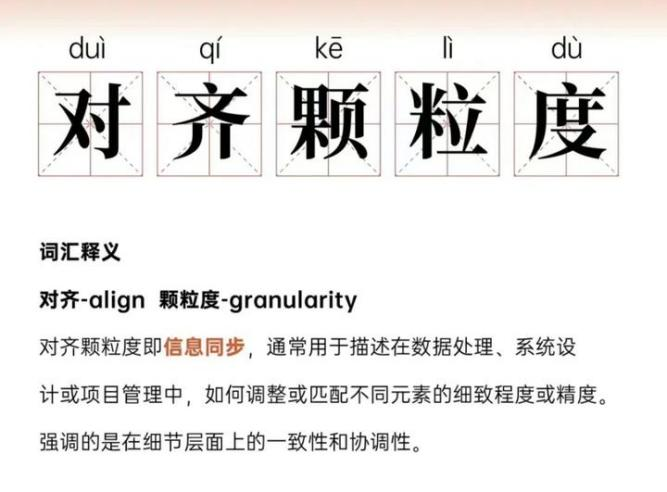 duì qí kē lì dù
对齐颗粒度
词汇释义
对齐-align 颗粒度-granularity
对齐颗粒度即信息同步，通常用于描述在数据处理、系统设
计或项目管理中，如何调整或匹配不同元素的细致程度或精度。
强调的是在细节层面上的一致性和协调性。